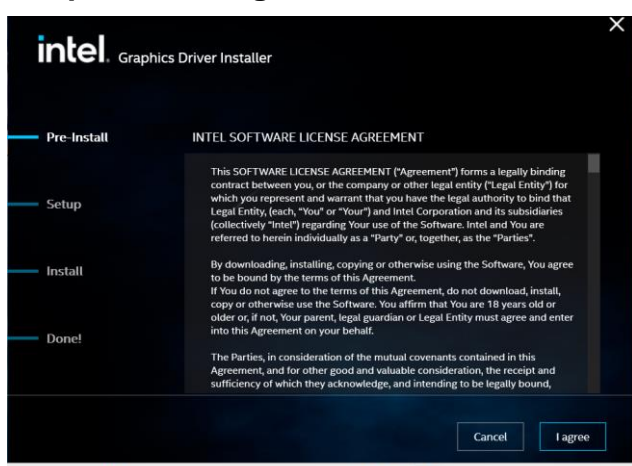 intel. Graphics Driver Installer
Pre-Install
Setup
Install
Done!
INTEL SOFTWARE LICENSE AGREEMENT
This SOFTWARE LICENSE AGREEMENT ("Agreement") forms a legally binding
contract between you, or the company or other legal entity ("Legal Entity") for
which you represent and warrant that you have the legal authority to bind that
Legal Entity, (each, "You" or "Your") and Intel Corporation and its subsidiaries
(collectively "Intel") regarding Your use of the Software. Intel and You are
referred to herein individually as a "Party" or, together, as the "Parties".
By downloading, installing, copying or otherwise using the Software, You agree
to be bound by the terms of this Agreement.
If You do not agree to the terms of this Agreement, do not download, install,
copy or otherwise use the Software. You affirm that You are 18 years old or
older or, if not, Your parent, legal guardian or Legal Entity must agree and enter
into this Agreement on your behalf.
The Parties, in consideration of the mutual covenants contained in this
Agreement, and for other good and valuable consideration, the receipt and
sufficiency of which they acknowledge, and intending to be legally bound,
Cancel
I agree